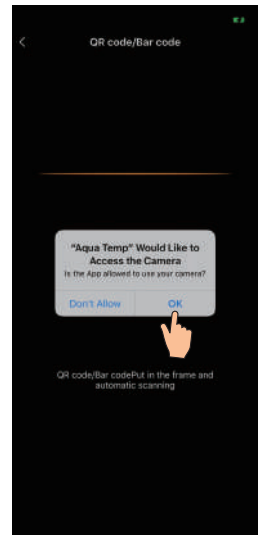 QR code/Bar code
"Aqua Temp" Would Like to
Access the Camera
Is the App allowed to use your camera?
Don't Allow
OK
QR code/Bar codePut in the frame and
automatic scanning